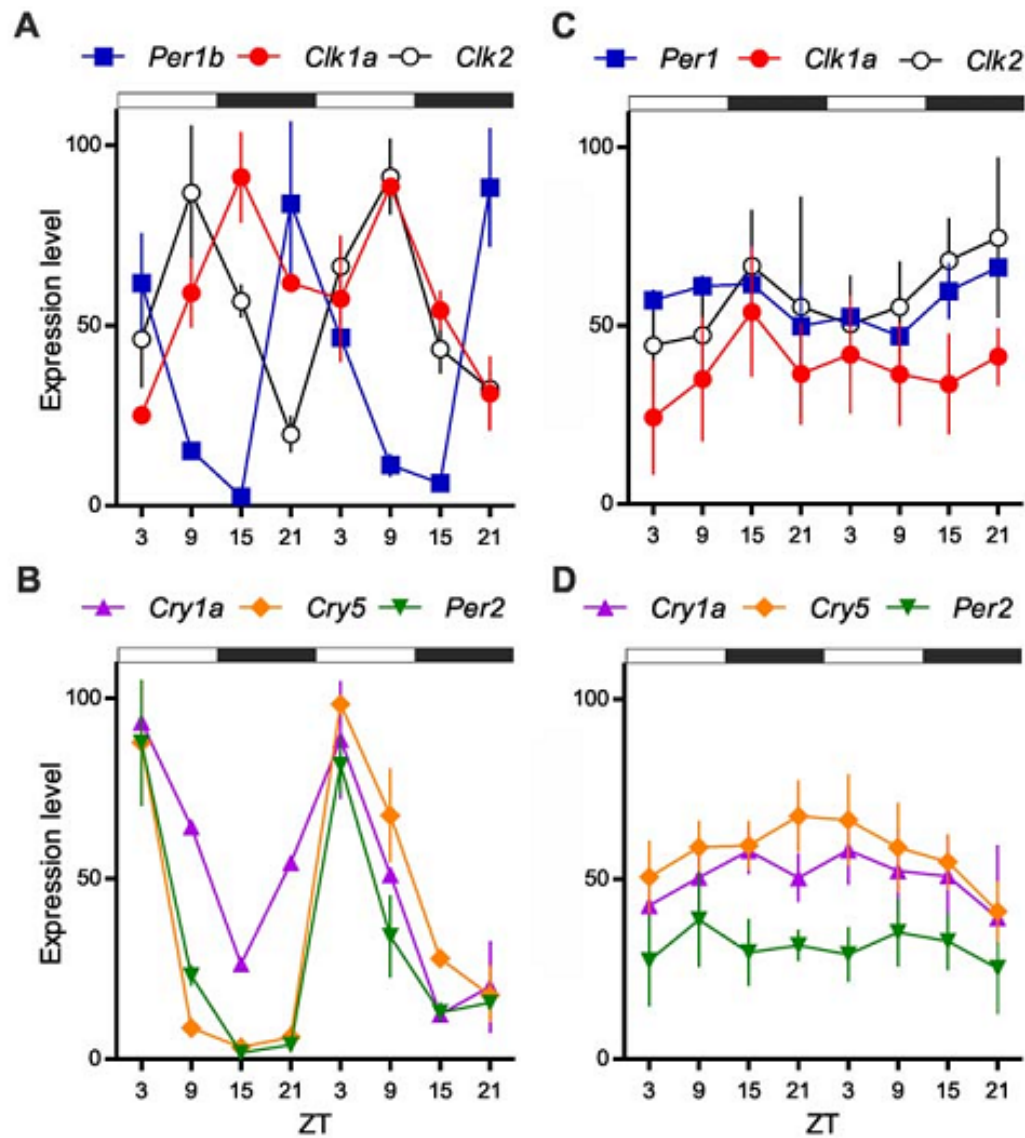 A
Per1b Clk1a Clk2
Expression level
100
50
0
3 9 15 21 3 9 15 21
C
Per1 Clk1a Clk2
100
50
0
3 9 15 21 3 9 15 21
B
Cry1a Cry5 Per2
Expression level
100
50
0
3 9 15 21 3 9 15 21
ZT
D
Cry1a Cry5 Per2
100
50
0
3 9 15 21 3 9 15 21
ZT